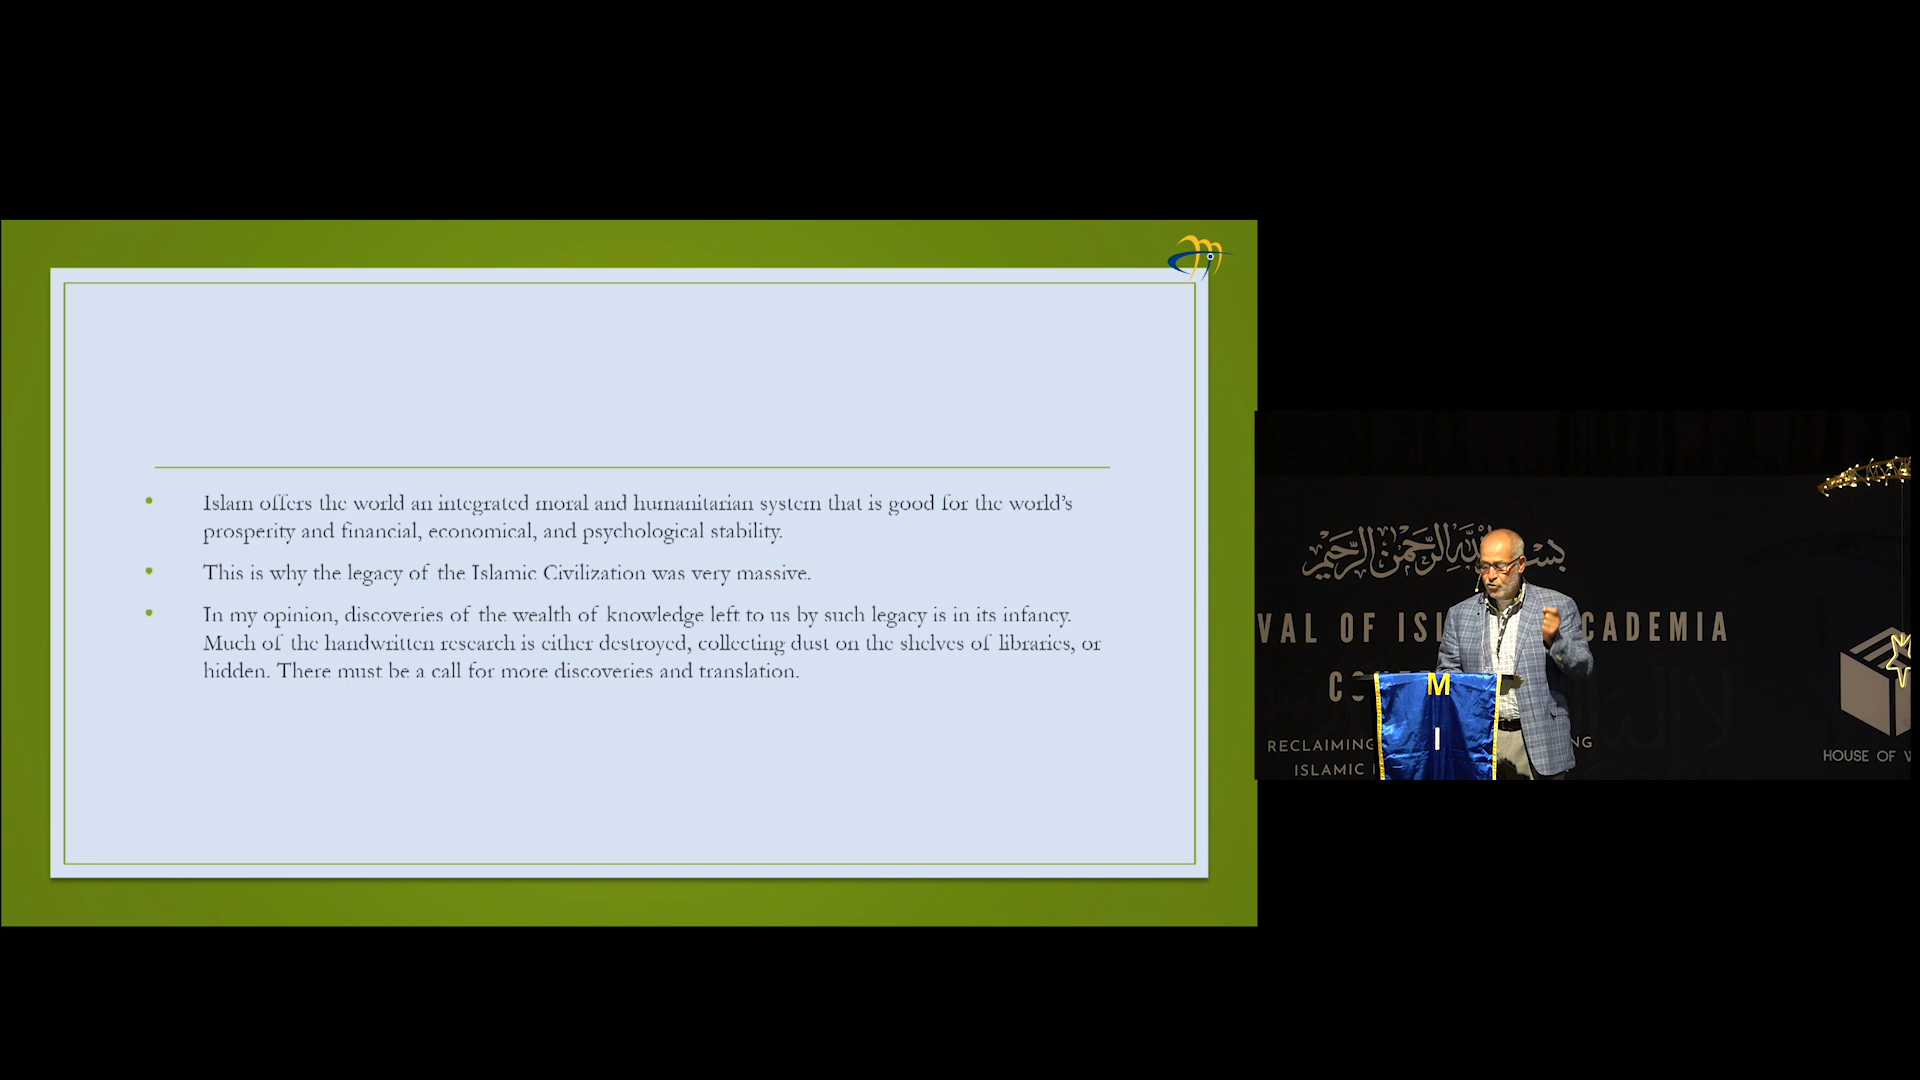 Islam offers the world an integrated moral and humanitarian system that is good for the world's
prosperity and financial, economical, and psychological stability.
This is why the legacy of the Islamic Civilization was very massive.
In my opinion, discoveries of the wealth of knowledge left to us by such legacy is in its infancy.
Much of the handwritten research is either destroyed, collecting dust on the shelves of libraries, or
hidden. There must be a call for more discoveries and translation.
بسم الله الرحمن الرحيم
VAL OF ISL CADEMIA
CO
RECLAIMING NG
ISLAMIC
M
I
HOUSE OF